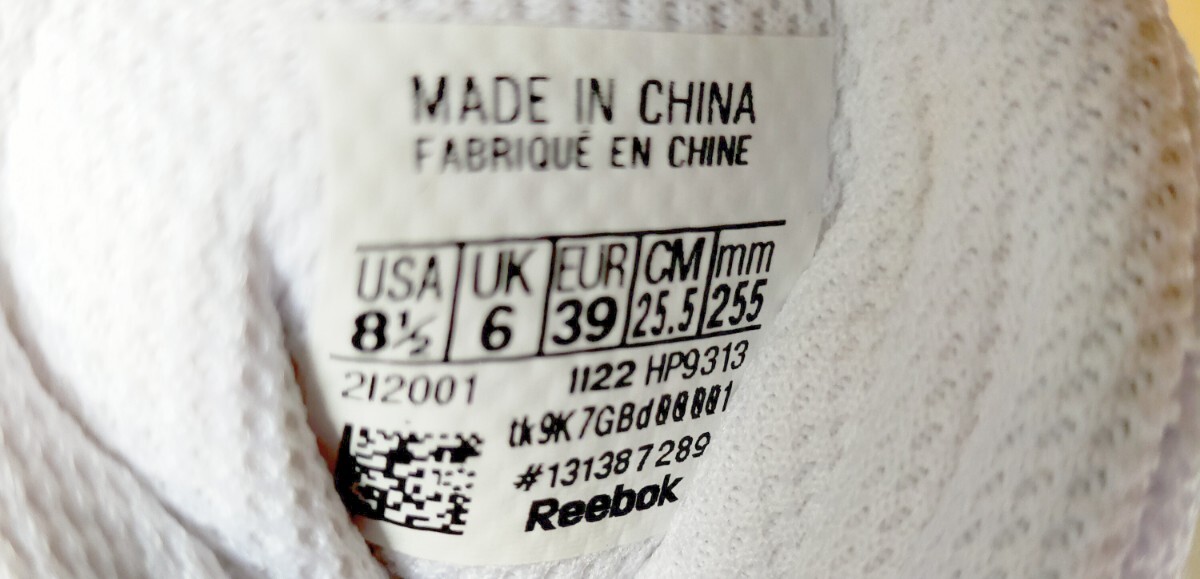 MADE IN CHINA
FABRIQUÉ EN CHINE
USA UK EUR CM mm
8½ 6 39 25.5 255
212001 1122 HP9313
tk9K7GBd00001
#131387289
Reebok